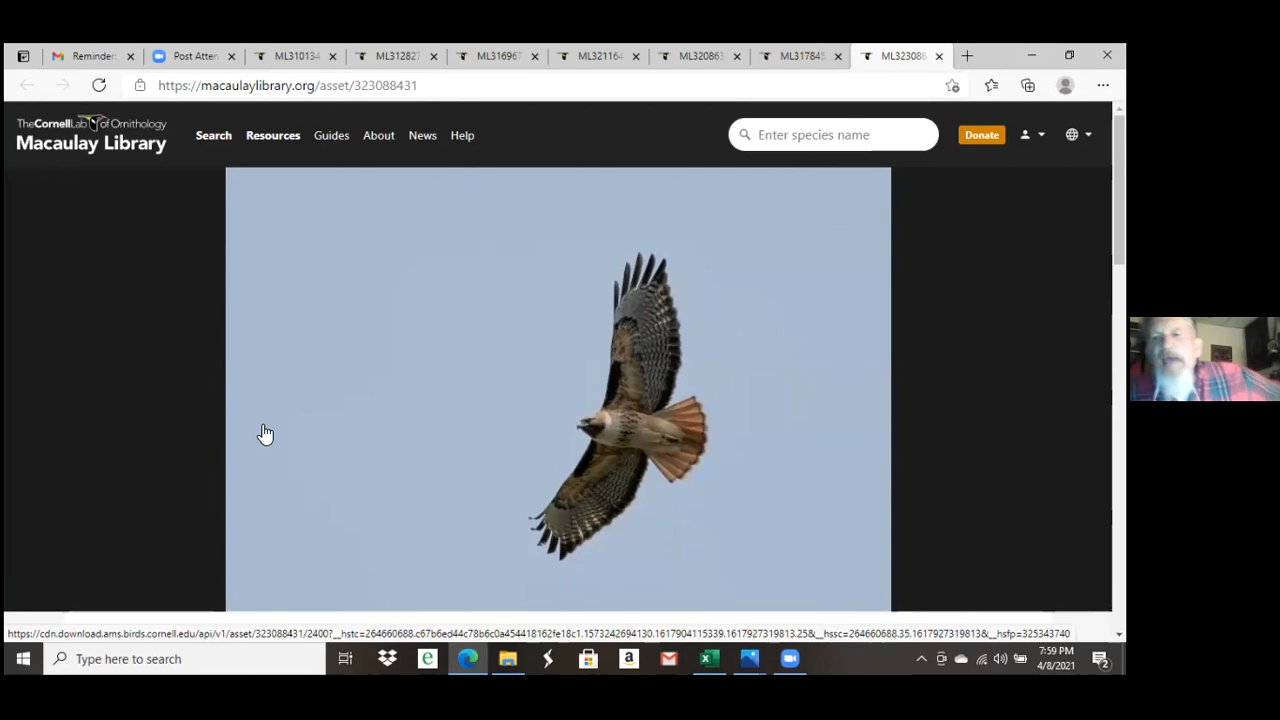 Reminder: Post Atten ML310134 ML312827 ML316967 ML321164 ML320863 ML317845 ML323088
https://macaulaylibrary.org/asset/323088431
TheCornellLab of Ornithology
Macaulay Library
Search Resources Guides About News Help
Enter species name
Donate
https://cdn.download.ams.birds.cornell.edu/api/v1/asset/323088431/2400?__hstc=264660688.c67b6ed44c78b6c0a454418162fe18c1.1573242694130.1617904115339.1617927319813.25&__hssc=264660688.35.1617927319813&__hsfp=325343740
Type here to search
7:59 PM
4/8/2021
2